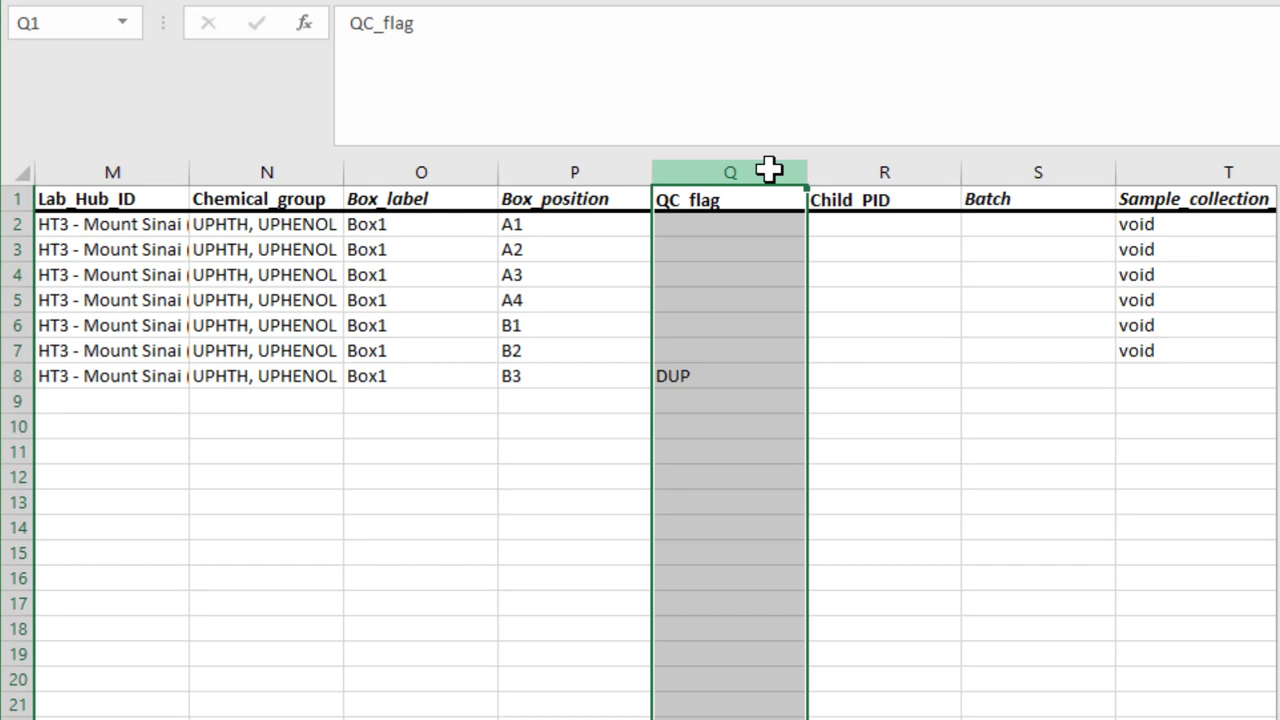 Q1 fx QC_flag
M N O P Q R S T
1 Lab_Hub_ID Chemical_group Box_label Box_position QC_flag Child_PID Batch Sample_collection_
2 HT3 - Mount Sinai ( UPHTH, UPHENOL Box1 A1 void
3 HT3 - Mount Sinai ( UPHTH, UPHENOL Box1 A2 void
4 HT3 - Mount Sinai ( UPHTH, UPHENOL Box1 A3 void
5 HT3 - Mount Sinai ( UPHTH, UPHENOL Box1 A4 void
6 HT3 - Mount Sinai ( UPHTH, UPHENOL Box1 B1 void
7 HT3 - Mount Sinai ( UPHTH, UPHENOL Box1 B2 void
8 HT3 - Mount Sinai ( UPHTH, UPHENOL Box1 B3 DUP
9
10
11
12
13
14
15
16
17
18
19
20
21